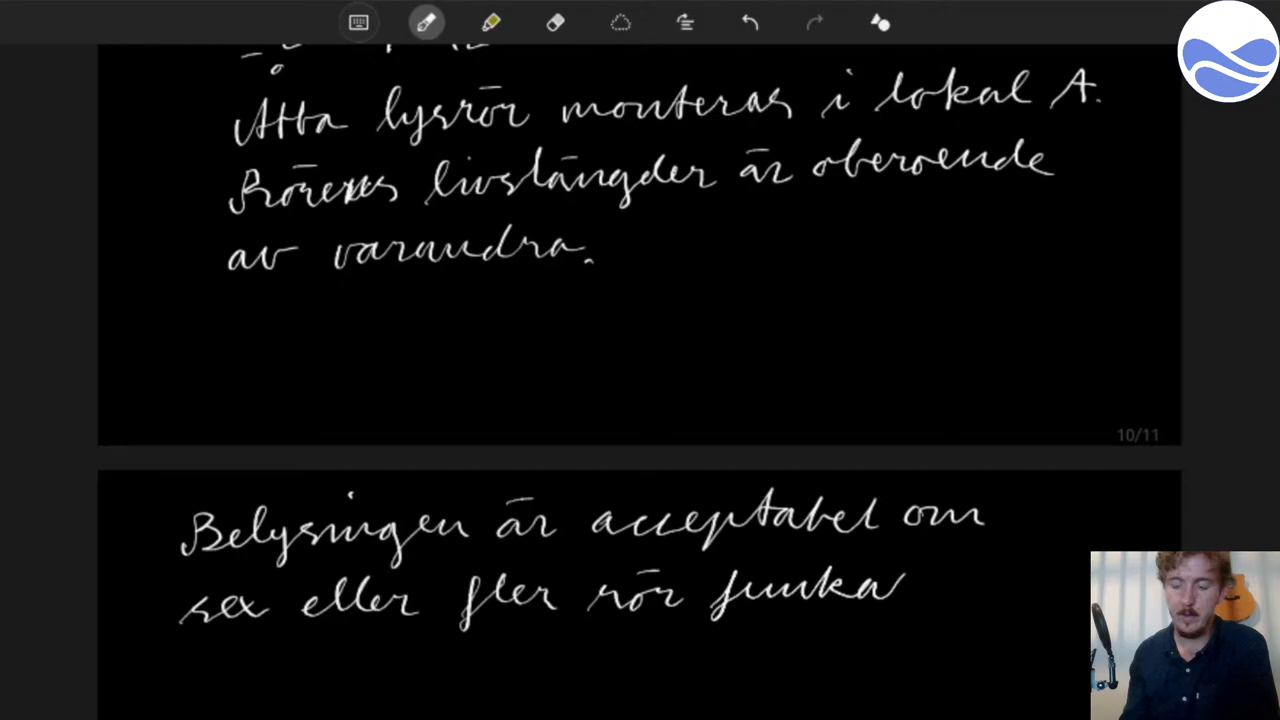 Åtta lysrör monteras i lokal A.
Rörens livslängder är oberoende
av varandra.
10/11
Belysningen är acceptabel om
sex eller fler rör funka